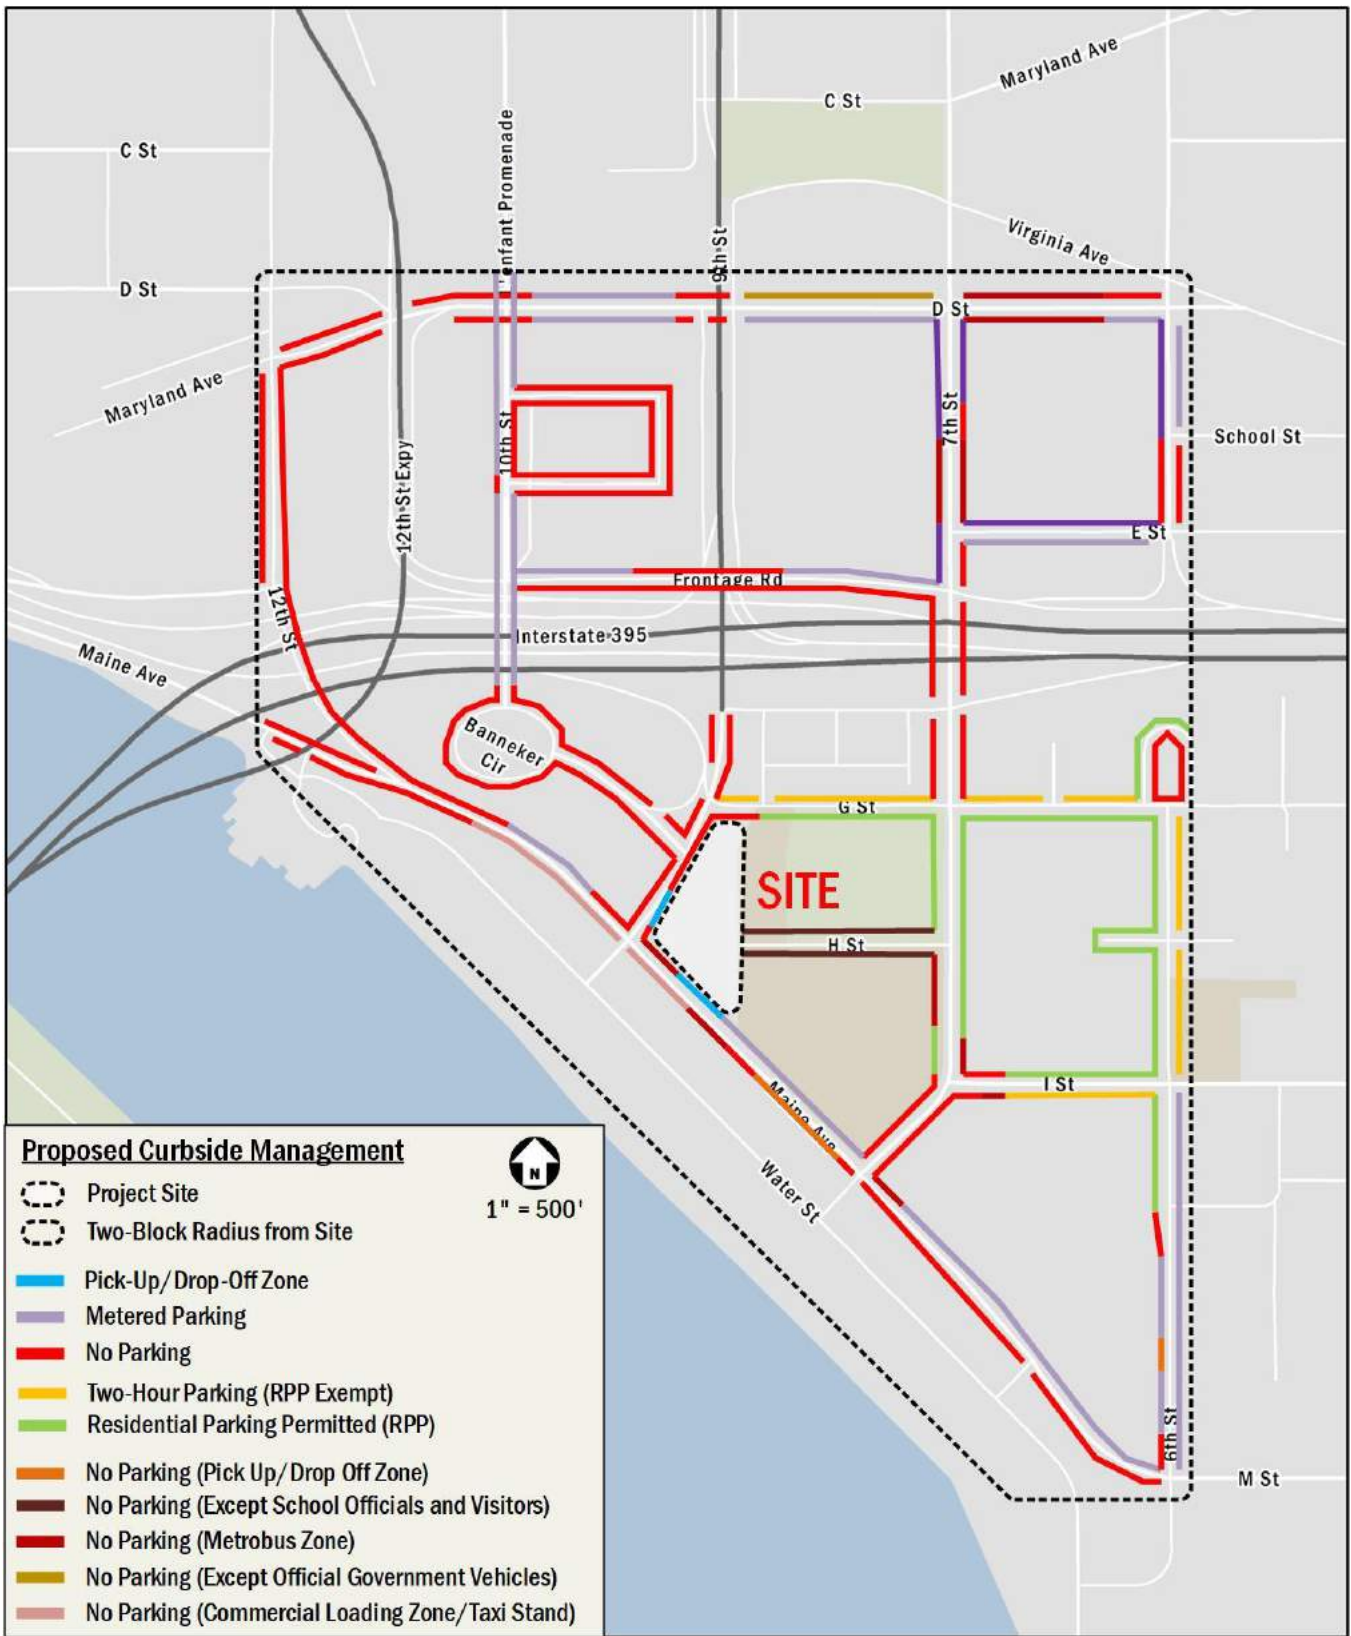 Maryland Ave
C St
C St
'enfant Promenade
9th St
Virginia Ave
D St
D St
Maryland Ave
7th St
10th St
School St
12th St Expy
E St
Frontage Rd
12th St
Interstate 395
Maine Ave
Banneker
Cir
G St
SITE
H St
I St
Maine Ave
Water St
6th St
M St
Proposed Curbside Management
N
1" = 500'
Project Site
Two-Block Radius from Site
Pick-Up/Drop-Off Zone
Metered Parking
No Parking
Two-Hour Parking (RPP Exempt)
Residential Parking Permitted (RPP)
No Parking (Pick Up/Drop Off Zone)
No Parking (Except School Officials and Visitors)
No Parking (Metrobus Zone)
No Parking (Except Official Government Vehicles)
No Parking (Commercial Loading Zone/Taxi Stand)